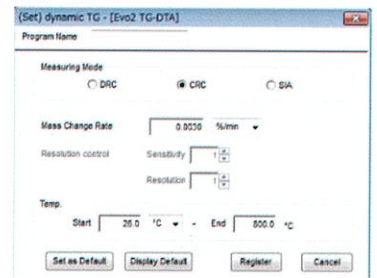 (Set) dynamic TG - [Evo2 TG-DTA]
Program Name
Measuring Mode
DRC CRC SIA
Mass Change Rate 0.0030 %/min
Resolution control Sensitivity 1
Resolution 1
Temp.
Start 26.0 °C - End 800.0 °C
Set as Default Display Default Register Cancel